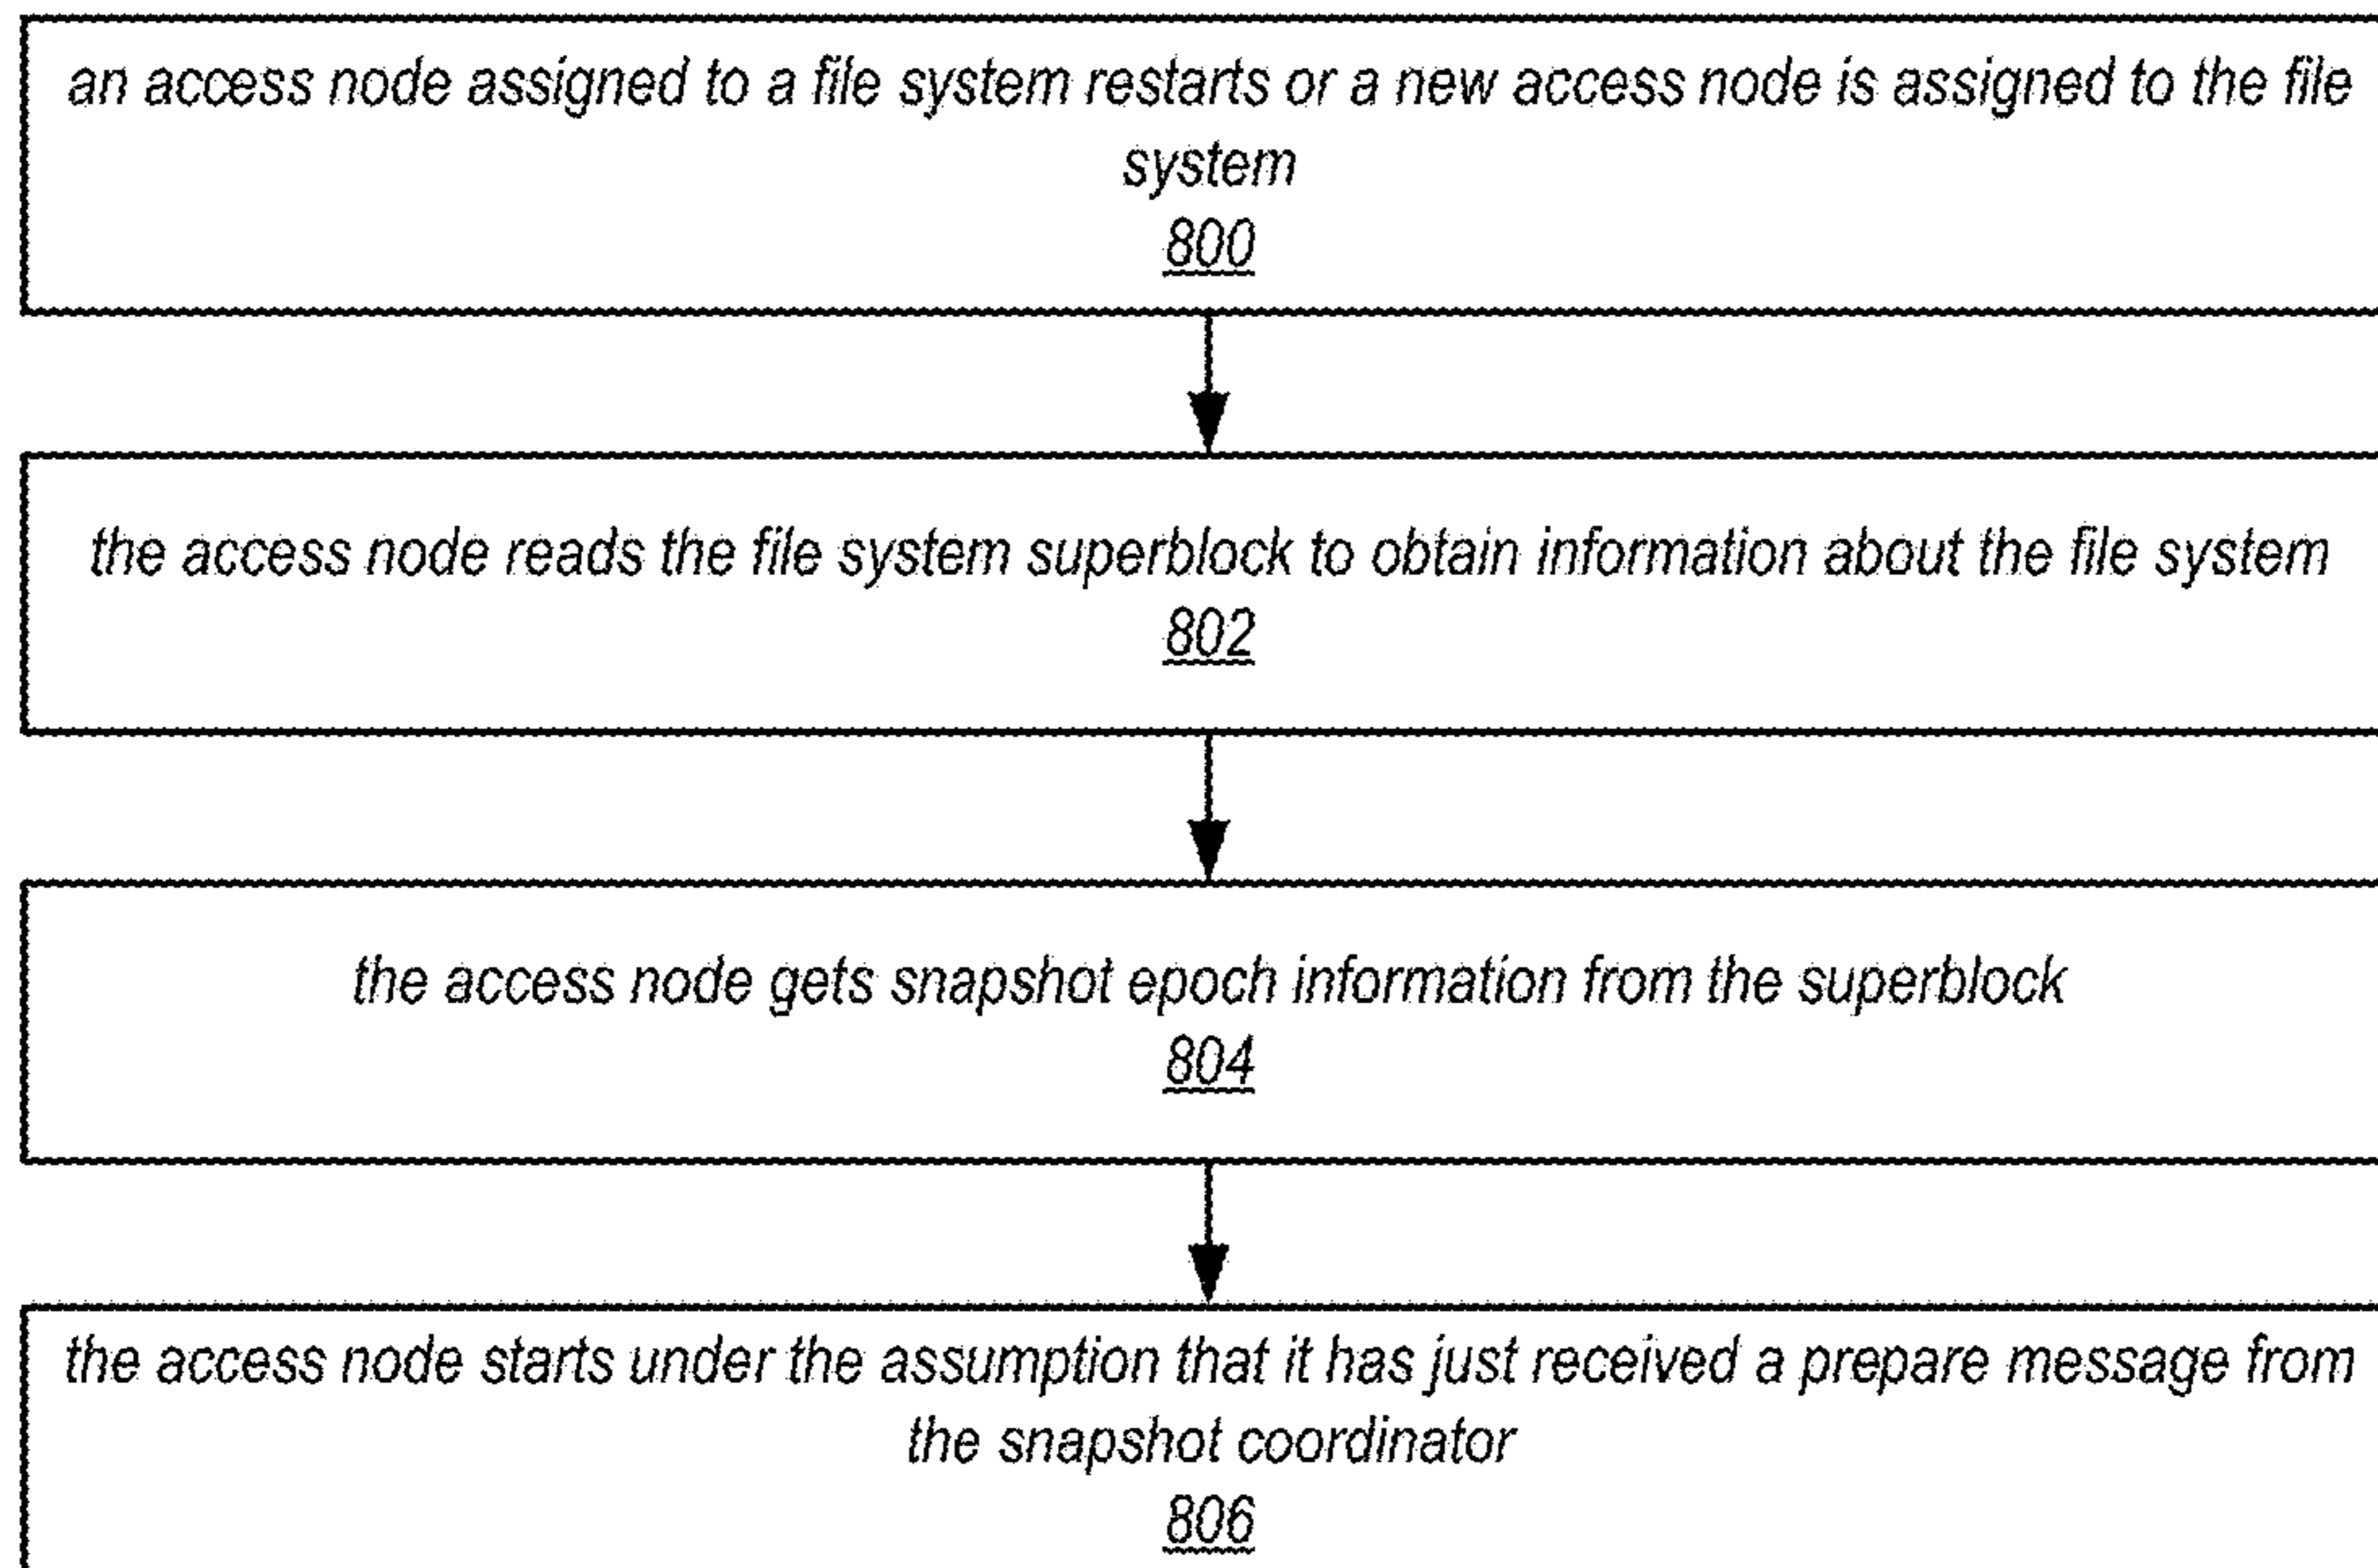 an access node assigned to a file system restarts or a new access node is assigned to the file
system
800
the access node reads the file system superblock to obtain information about the file system
802
the access node gets snapshot epoch information from the superblock
804
the access node starts under the assumption that it has just received a prepare message from
the snapshot coordinator
806